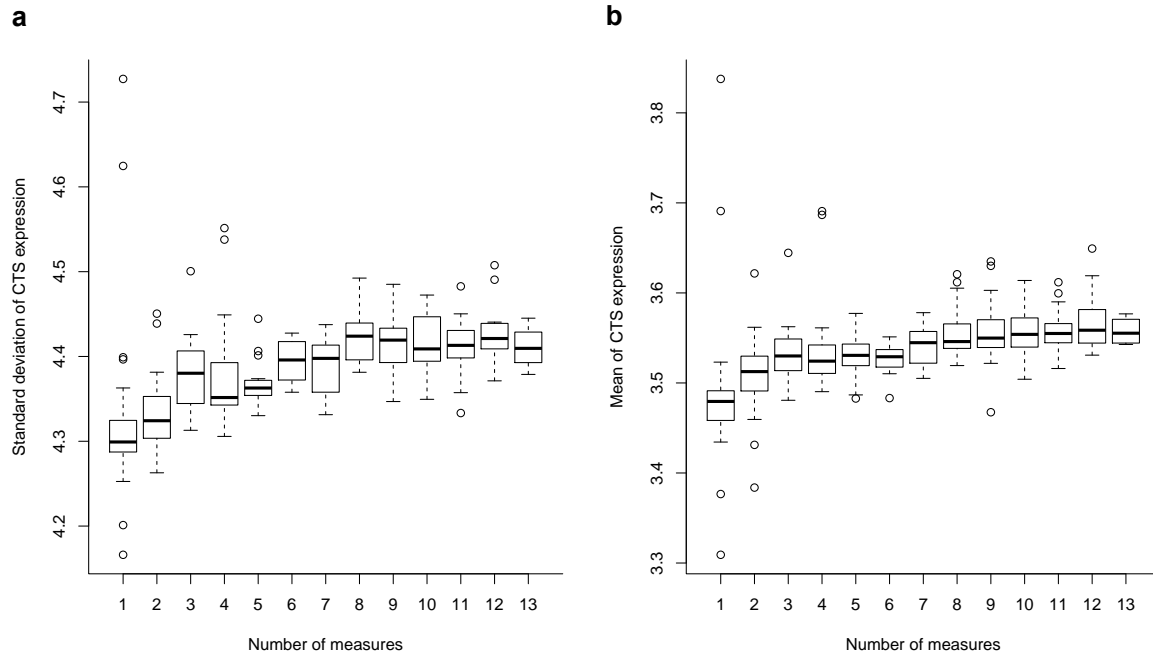 a
Standard deviation of CTS expression
4.7
4.6
4.5
4.4
4.3
4.2
1 2 3 4 5 6 7 8 9 10 11 12 13
Number of measures
b
Mean of CTS expression
3.8
3.7
3.6
3.5
3.4
3.3
1 2 3 4 5 6 7 8 9 10 11 12 13
Number of measures